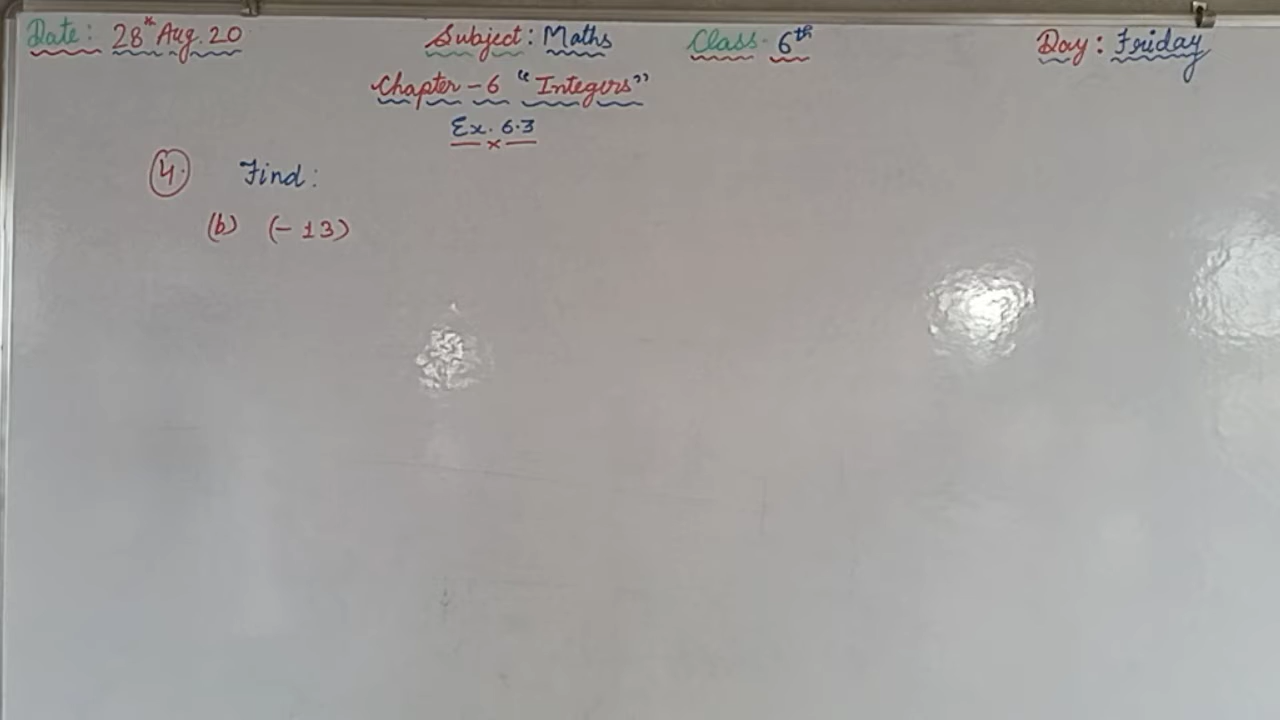 Date: 28th Aug. 20 Subject: Maths Class- 6th Day: Friday
Chapter-6 "Integers"
Ex. 6.3
×
4. Find:
(b) (-13)